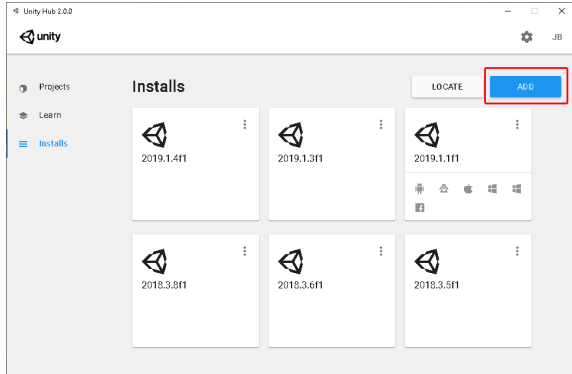 Unity Hub 2.0.0
unity
JB
Projects
Learn
Installs
Installs
LOCATE
ADD
2019.1.4f1
2019.1.3f1
2019.1.1f1
2018.3.8f1
2018.3.6f1
2018.3.5f1